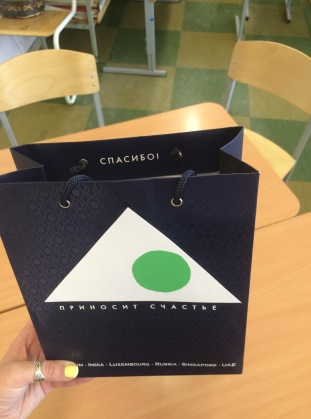 СПАСИБО!
ПРИНОСИТ СЧАСТЬЕ
· INDIA · LUXEMBOURG · RUSSIA · SINGAPORE · UAE